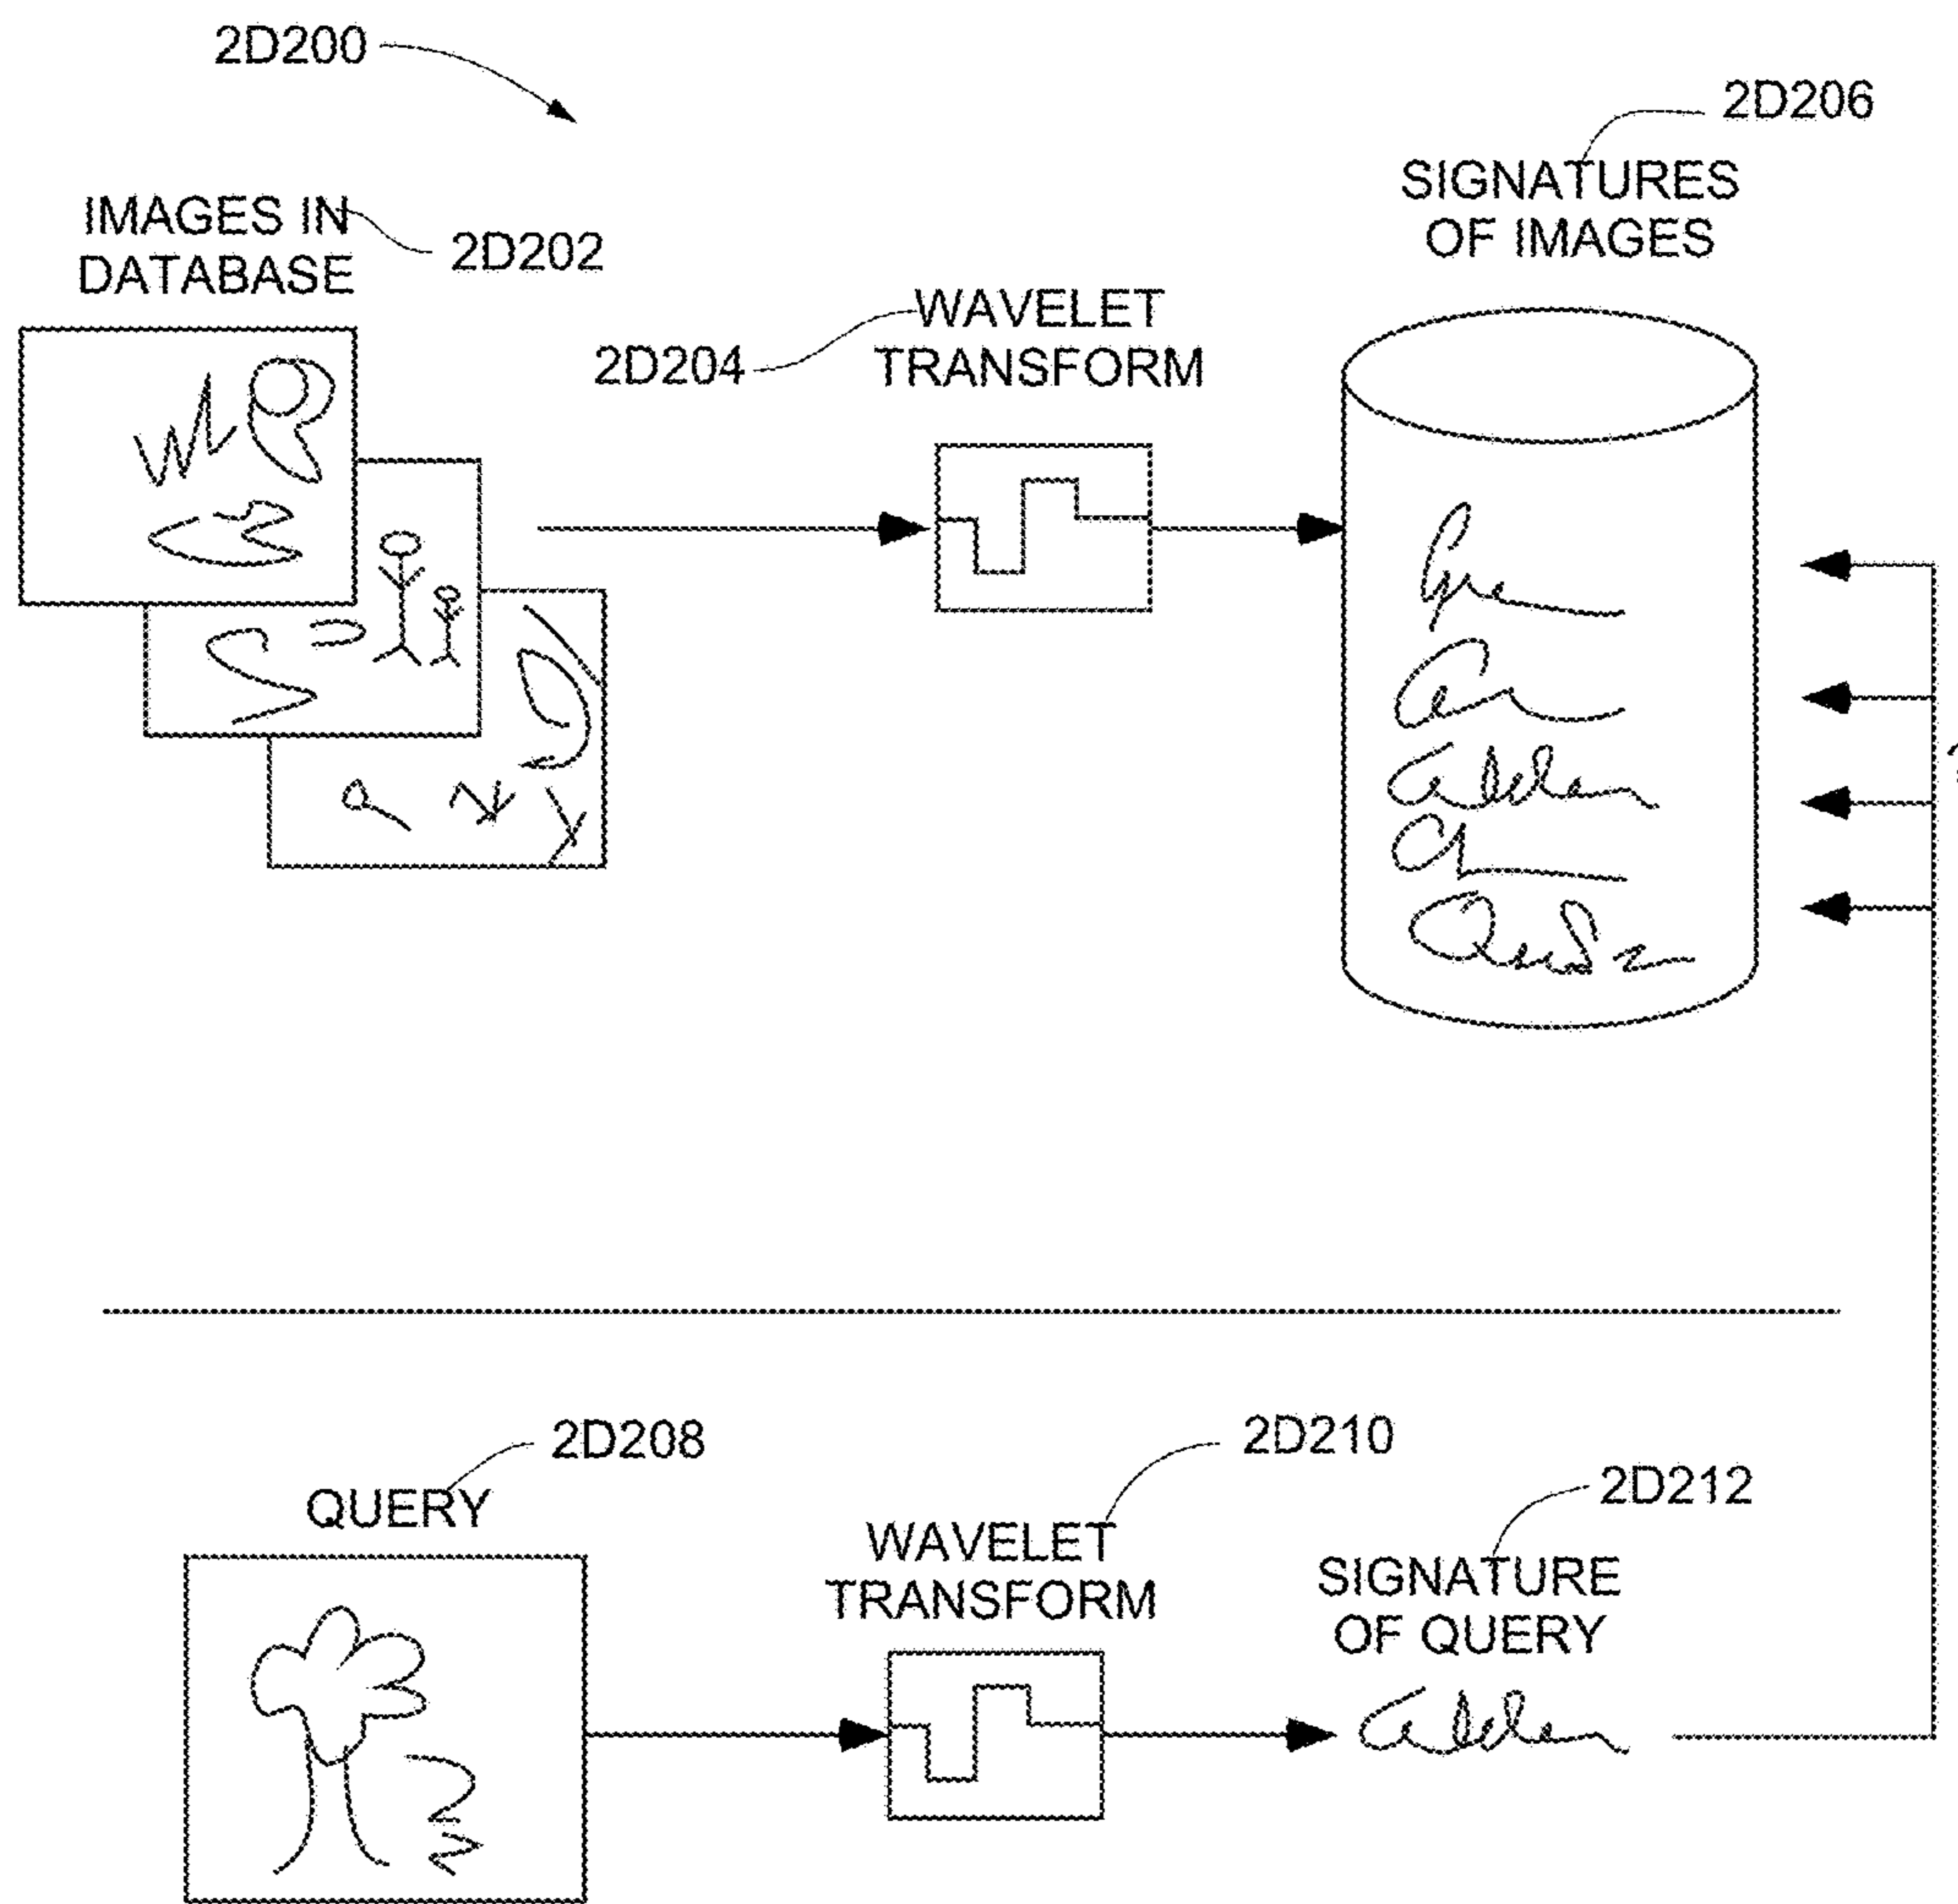 2D200
2D206
SIGNATURES
OF IMAGES
IMAGES IN
DATABASE
2D202
WAVELET
TRANSFORM
2D204
2D208
QUERY
2D210
WAVELET
TRANSFORM
2D212
SIGNATURE
OF QUERY